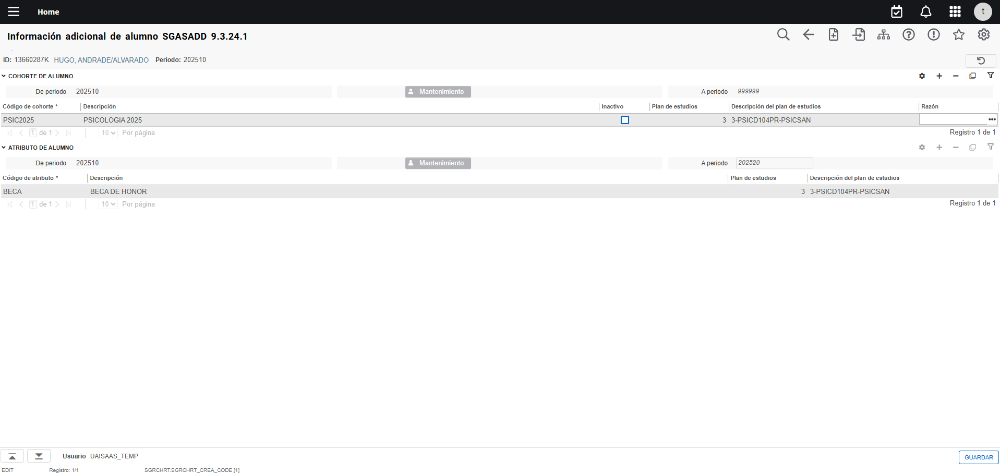 Home
t
Información adicional de alumno SGASADD 9.3.24.1
.
ID: 13660287K HUGO, ANDRADE/ALVARADO Periodo: 202510
COHORTE DE ALUMNO
De periodo 202510 Mantenimiento A periodo 999999
Código de cohorte * Descripción Inactivo Plan de estudios Descripción del plan de estudios Razón
PSIC2025 PSICOLOGIA 2025 3 3-PSICD104PR-PSICSAN •••
1 de 1 10 Por página Registro 1 de 1
ATRIBUTO DE ALUMNO
De periodo 202510 Mantenimiento A periodo 202520
Código de atributo * Descripción Plan de estudios Descripción del plan de estudios
BECA BECA DE HONOR 3 3-PSICD104PR-PSICSAN
1 de 1 10 Por página Registro 1 de 1
Usuario UAISAAS_TEMP GUARDAR
EDIT Registro: 1/1 SGRCHRT.SGRCHRT_CREA_CODE [1]